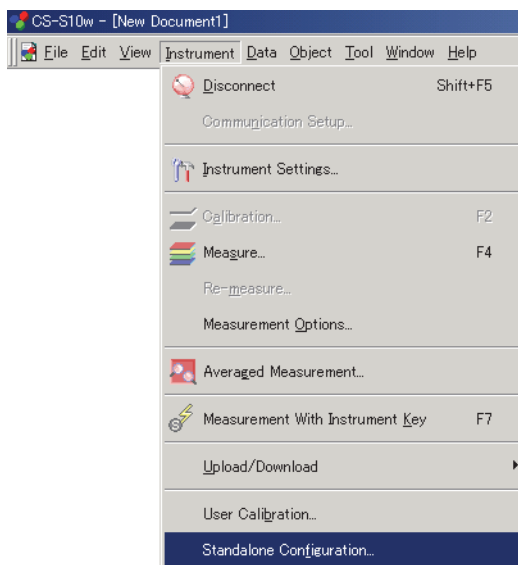 CS-S10w - [New Document1]
File Edit View Instrument Data Object Tool Window Help
Disconnect Shift+F5
Communication Setup...
Instrument Settings...
Calibration... F2
Measure... F4
Re-measure...
Measurement Options...
Averaged Measurement...
Measurement With Instrument Key F7
Upload/Download
User Calibration...
Standalone Configuration...